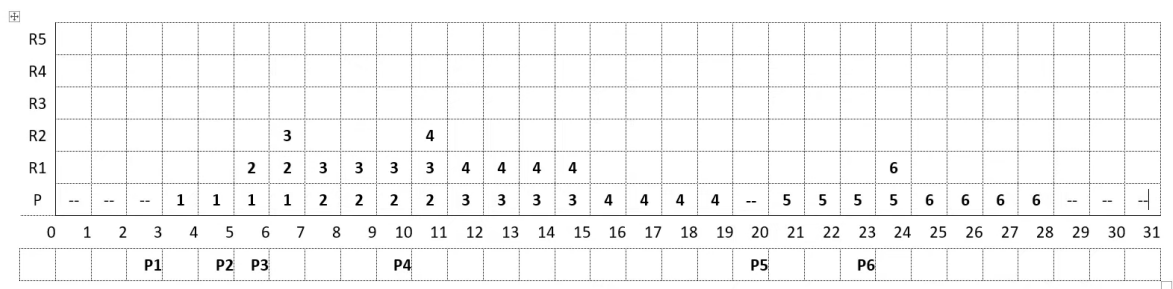 R5
R4
R3
R2 3 4
R1 2 2 3 3 3 3 4 4 4 4 6
P -- -- -- 1 1 1 1 2 2 2 2 3 3 3 3 4 4 4 4 -- 5 5 5 5 6 6 6 6 -- -- --
0 1 2 3 4 5 6 7 8 9 10 11 12 13 14 15 16 17 18 19 20 21 22 23 24 25 26 27 28 29 30 31
P1 P2 P3 P4 P5 P6